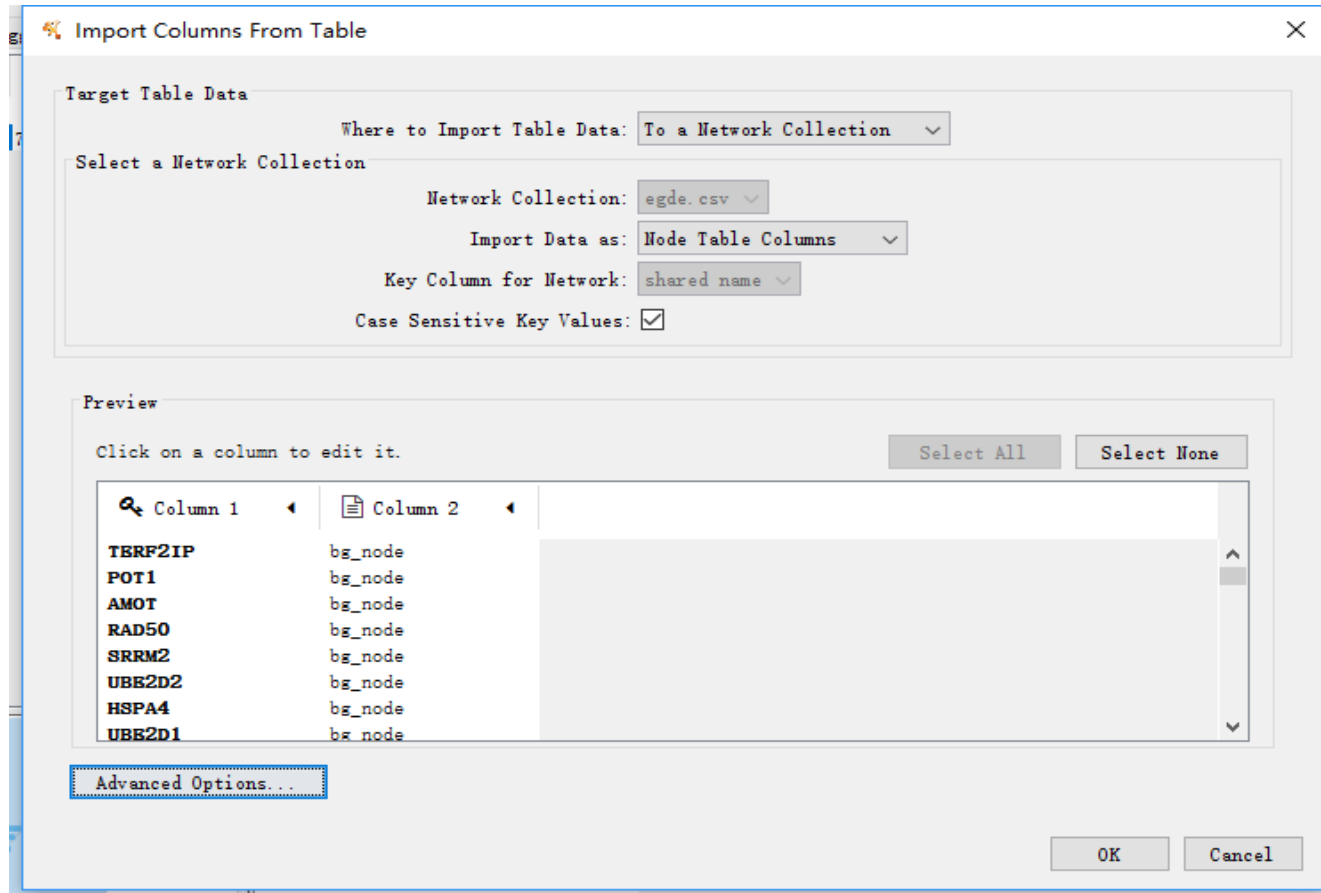 Import Columns From Table
Target Table Data
Where to Import Table Data: To a Network Collection
Select a Network Collection
Network Collection: egde.csv
Import Data as: Node Table Columns
Key Column for Network: shared name
Case Sensitive Key Values:
Preview
Click on a column to edit it. Select All Select None
Column 1 Column 2
TERF2IP bg_node
POT1 bg_node
AMOT bg_node
RAD50 bg_node
SRRM2 bg_node
UBE2D2 bg_node
HSPA4 bg_node
UBE2D1 bg_node
Advanced Options...
OK Cancel